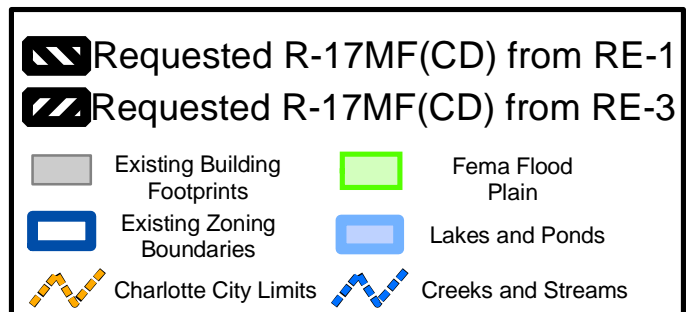 Requested R-17MF(CD) from RE-1
Requested R-17MF(CD) from RE-3
Existing Building
Footprints
Fema Flood
Plain
Existing Zoning
Boundaries
Lakes and Ponds
Charlotte City Limits
Creeks and Streams